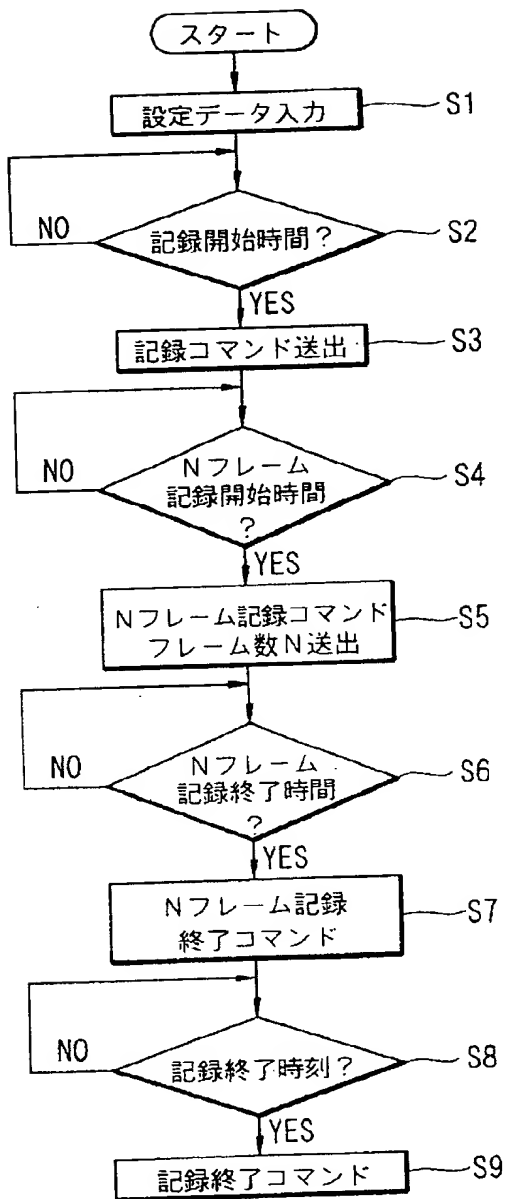 スタート
設定データ入力
S1
NO
記録開始時間？
S2
YES
記録コマンド送出
S3
NO
Nフレーム
記録開始時間
？
S4
YES
Nフレーム記録コマンド
フレーム数N送出
S5
NO
Nフレーム
記録終了時間
？
S6
YES
Nフレーム記録
終了コマンド
S7
NO
記録終了時刻？
S8
YES
記録終了コマンド
S9